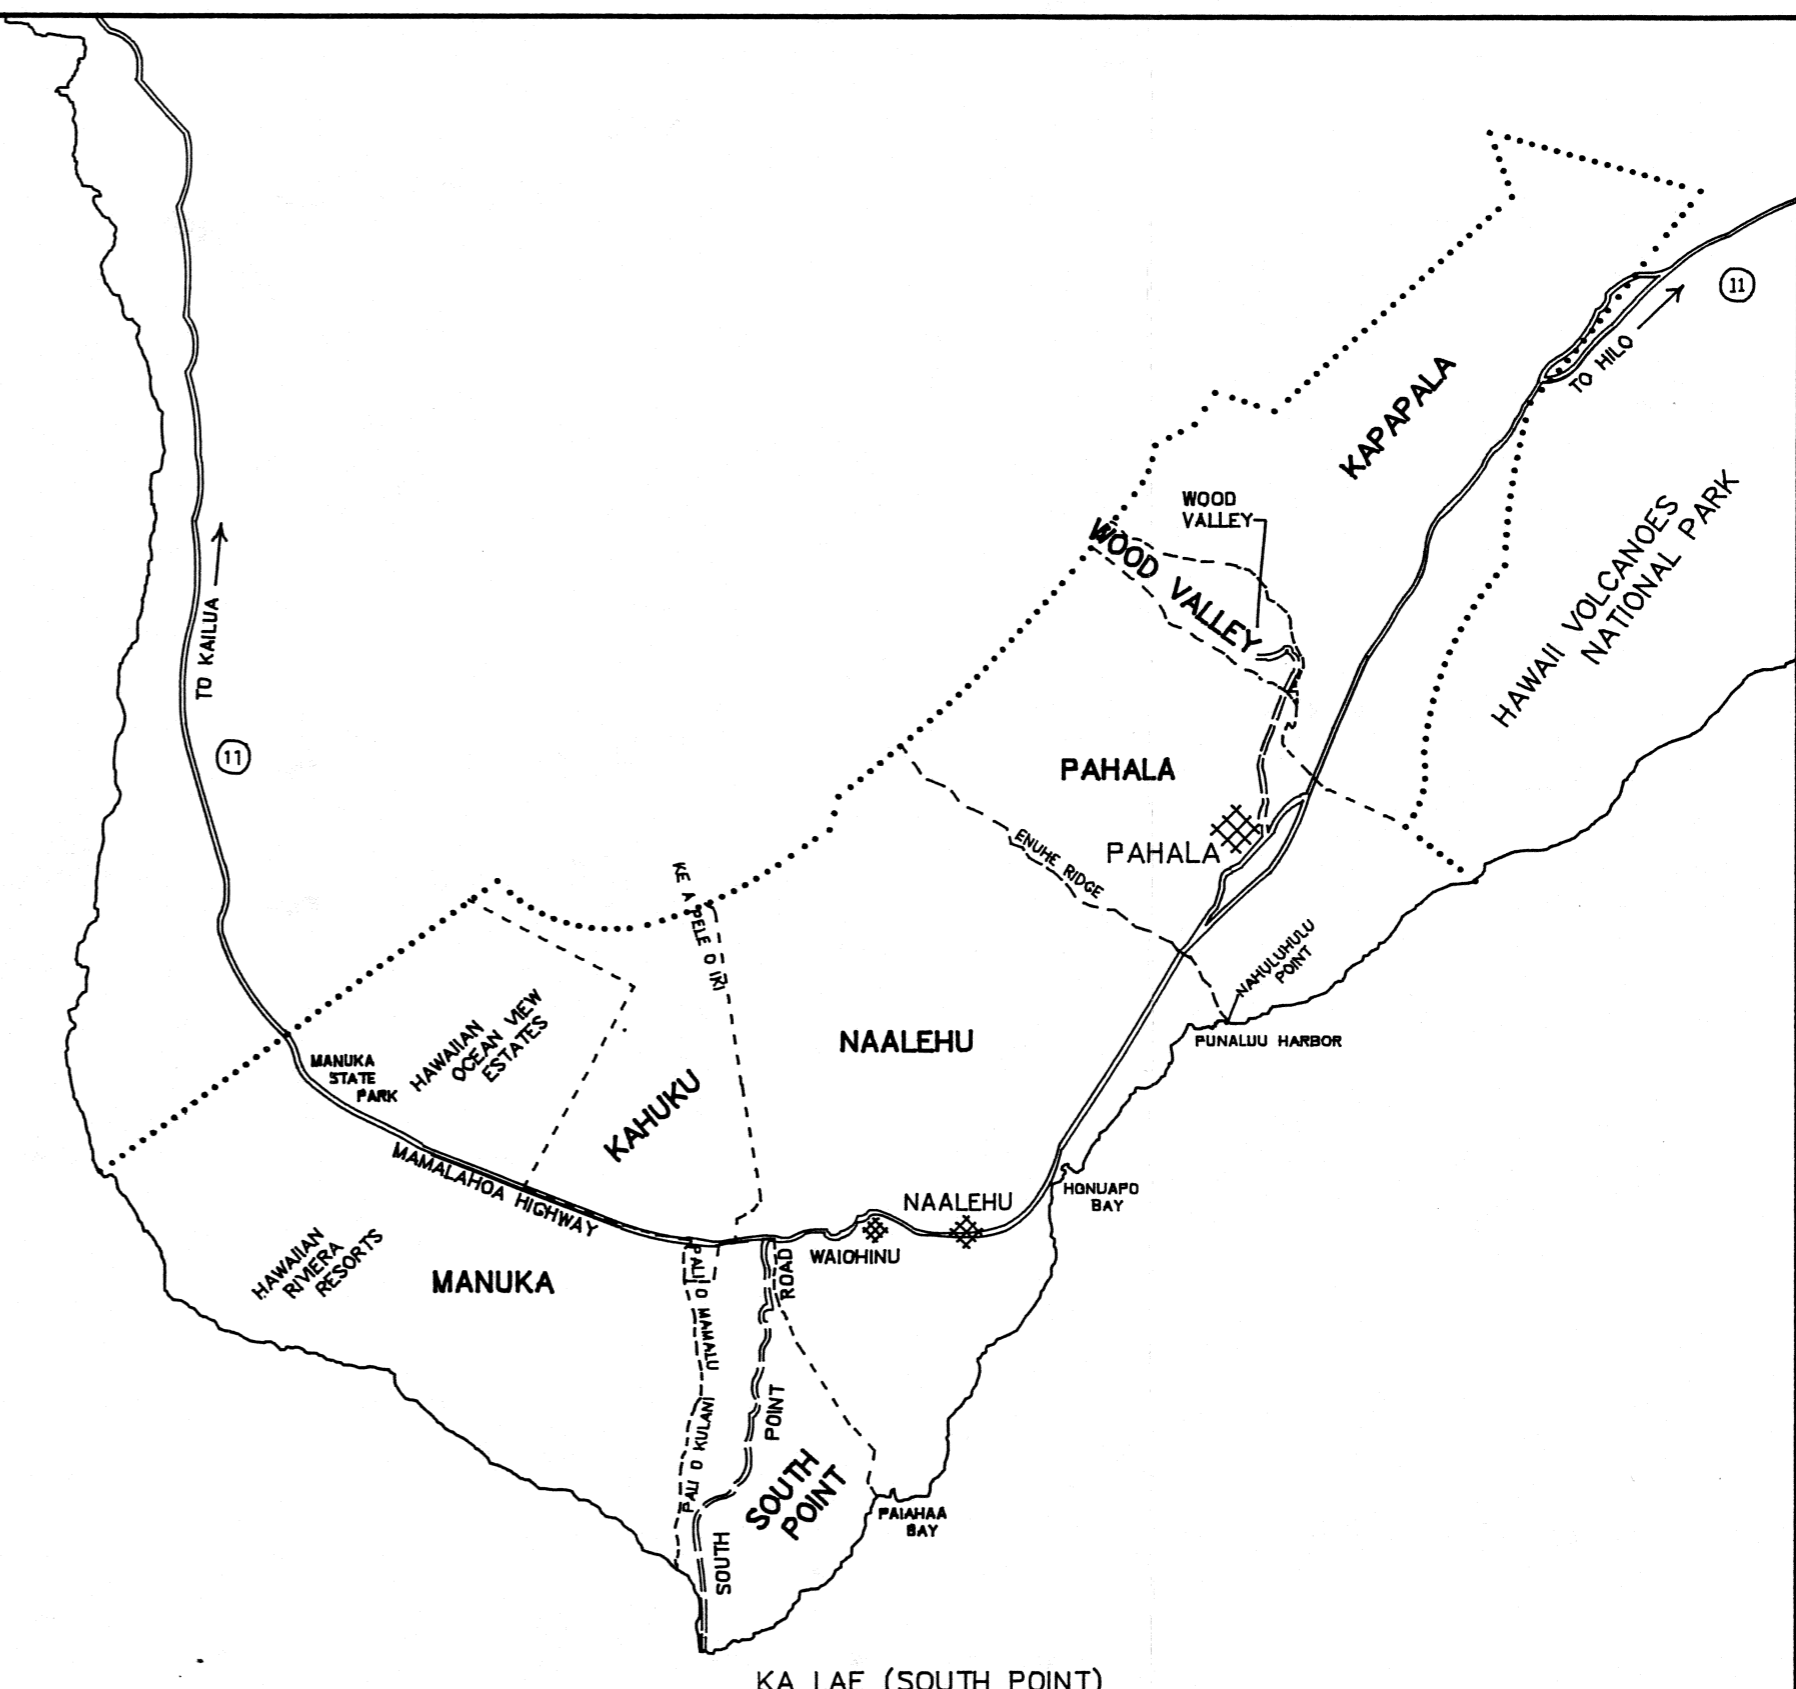 11
TO HILO
KAPAPALA
WOOD
VALLEY
WOOD VALLEY
HAWAII VOLCANOES
NATIONAL PARK
TO KAILUA
11
PAHALA
PAHALA
ENUHE RIDGE
KE A PELE O IKI
NAHULUHULU
POINT
PUNALUU HARBOR
HAWAIIAN
OCEAN VIEW
ESTATES
MANUKA
STATE
PARK
NAALEHU
KAHUKU
MAMALAHOA HIGHWAY
NAALEHU
HONUAPO
BAY
WAIOHINU
HAWAIIAN
RIVIERA
RESORTS
MANUKA
PALI O MAMALU
PALI O KULANI
SOUTH POINT ROAD
SOUTH
POINT
PAIAHAA
BAY
KA LAE (SOUTH POINT)